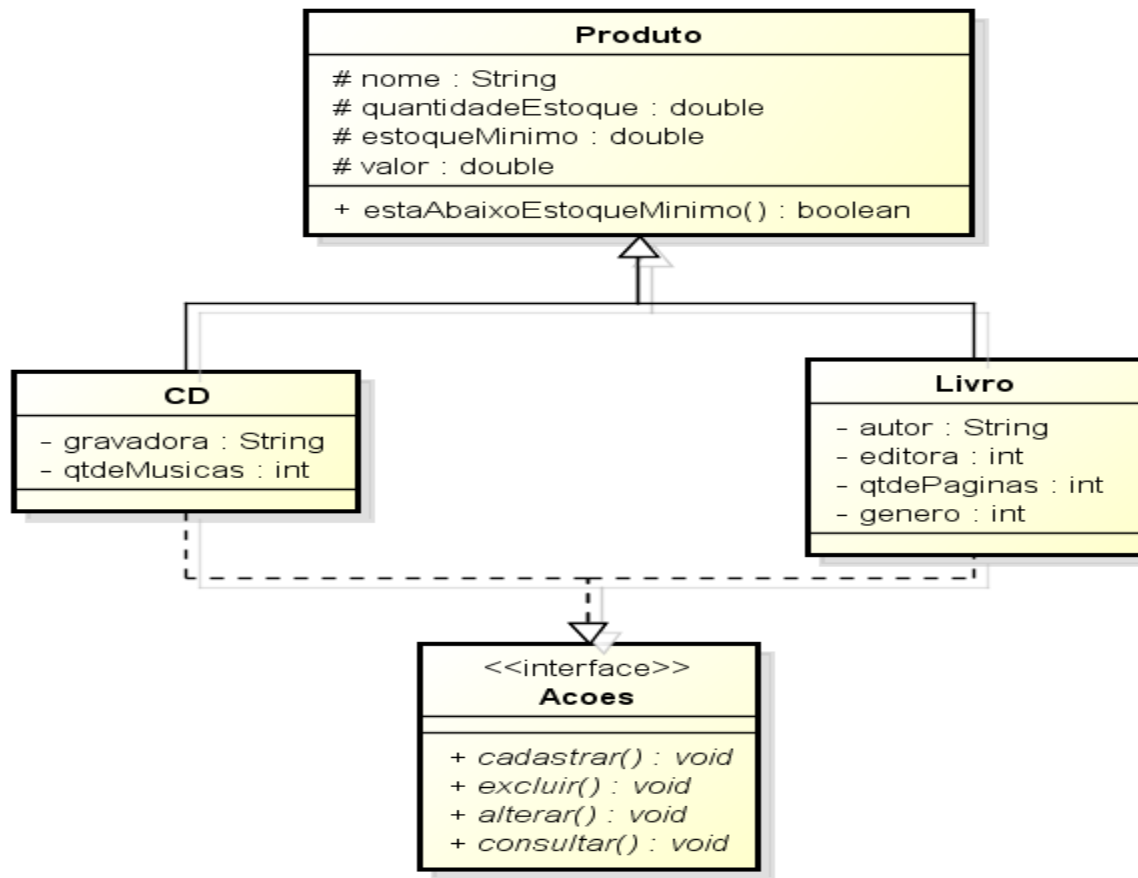 Produto
# nome : String
# quantidadeEstoque : double
# estoqueMinimo : double
# valor : double
+ estaAbaixoEstoqueMinimo() : boolean
CD
- gravadora : String
- qtdeMusicas : int
Livro
- autor : String
- editora : int
- qtdePaginas : int
- genero : int
<<interface>>
Acoes
+ cadastrar() : void
+ excluir() : void
+ alterar() : void
+ consultar() : void